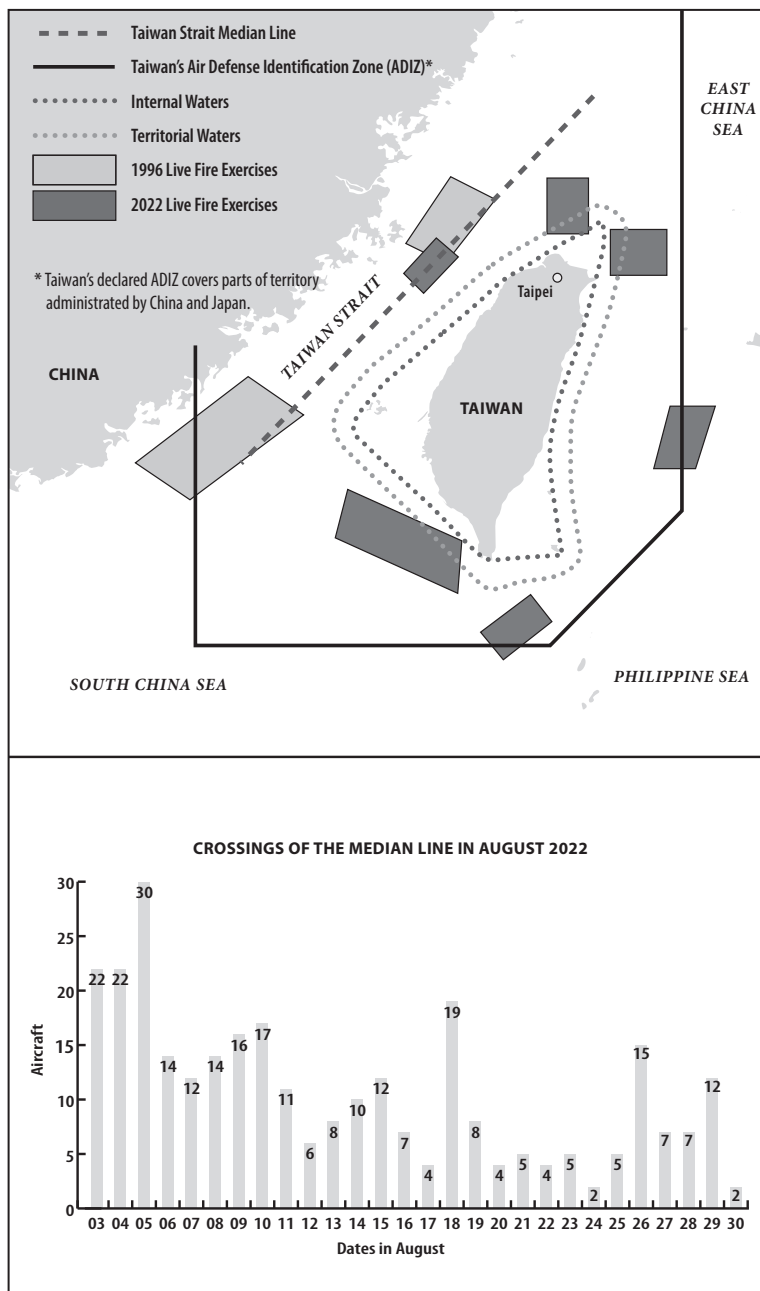 Taiwan Strait Median Line
Taiwan's Air Defense Identification Zone (ADIZ)*
Internal Waters
Territorial Waters
1996 Live Fire Exercises
2022 Live Fire Exercises
* Taiwan's declared ADIZ covers parts of territory
administrated by China and Japan.
EAST
CHINA
SEA
TAIWAN STRAIT
Taipei
CHINA
TAIWAN
SOUTH CHINA SEA
PHILIPPINE SEA
CROSSINGS OF THE MEDIAN LINE IN AUGUST 2022
Aircraft
30
25
20
15
10
5
0
22 22 30 14 12 14 16 17 11 6 8 10 12 7 4 19 8 4 5 4 5 2 5 15 7 7 12 2
03 04 05 06 07 08 09 10 11 12 13 14 15 16 17 18 19 20 21 22 23 24 25 26 27 28 29 30
Dates in August